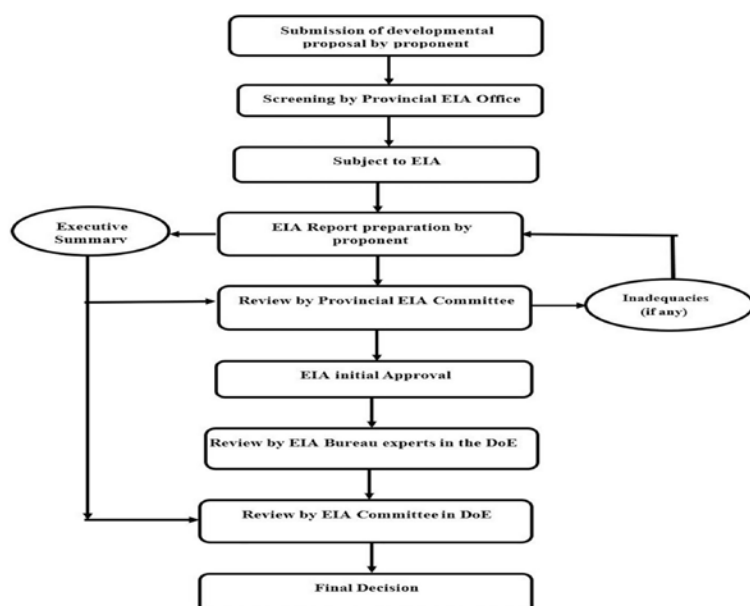 Submission of developmental
proposal by proponent
Screening by Provincial EIA Office
Subject to EIA
Executive
Summary
EIA Report preparation by
proponent
Review by Provincial EIA Committee
Inadequacies
(if any)
EIA initial Approval
Review by EIA Bureau experts in the DoE
Review by EIA Committee in DoE
Final Decision